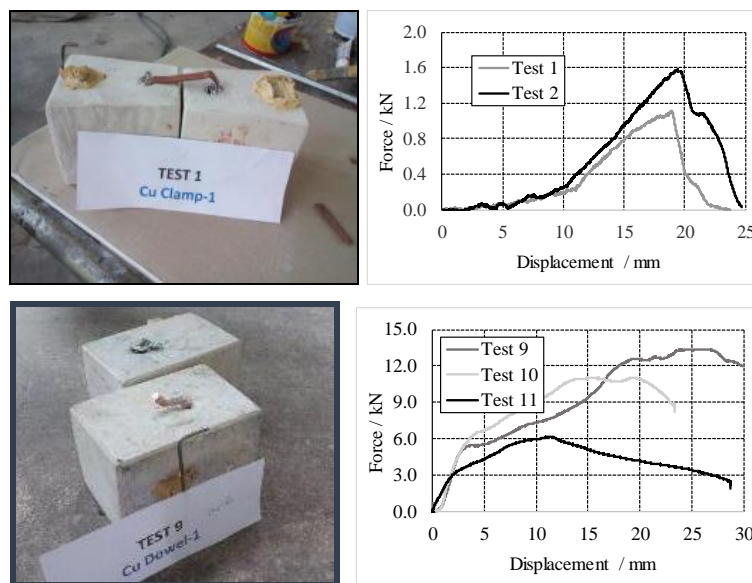 TEST 1
Cu Clamp-1
2.0
1.6
1.2
0.8
0.4
0.0
Force / kN
Test 1
Test 2
0 5 10 15 20 25
Displacement / mm
TEST 9
Cu Dowel-1
15.0
12.0
9.0
6.0
3.0
0.0
Force / kN
Test 9
Test 10
Test 11
0 5 10 15 20 25 30
Displacement / mm